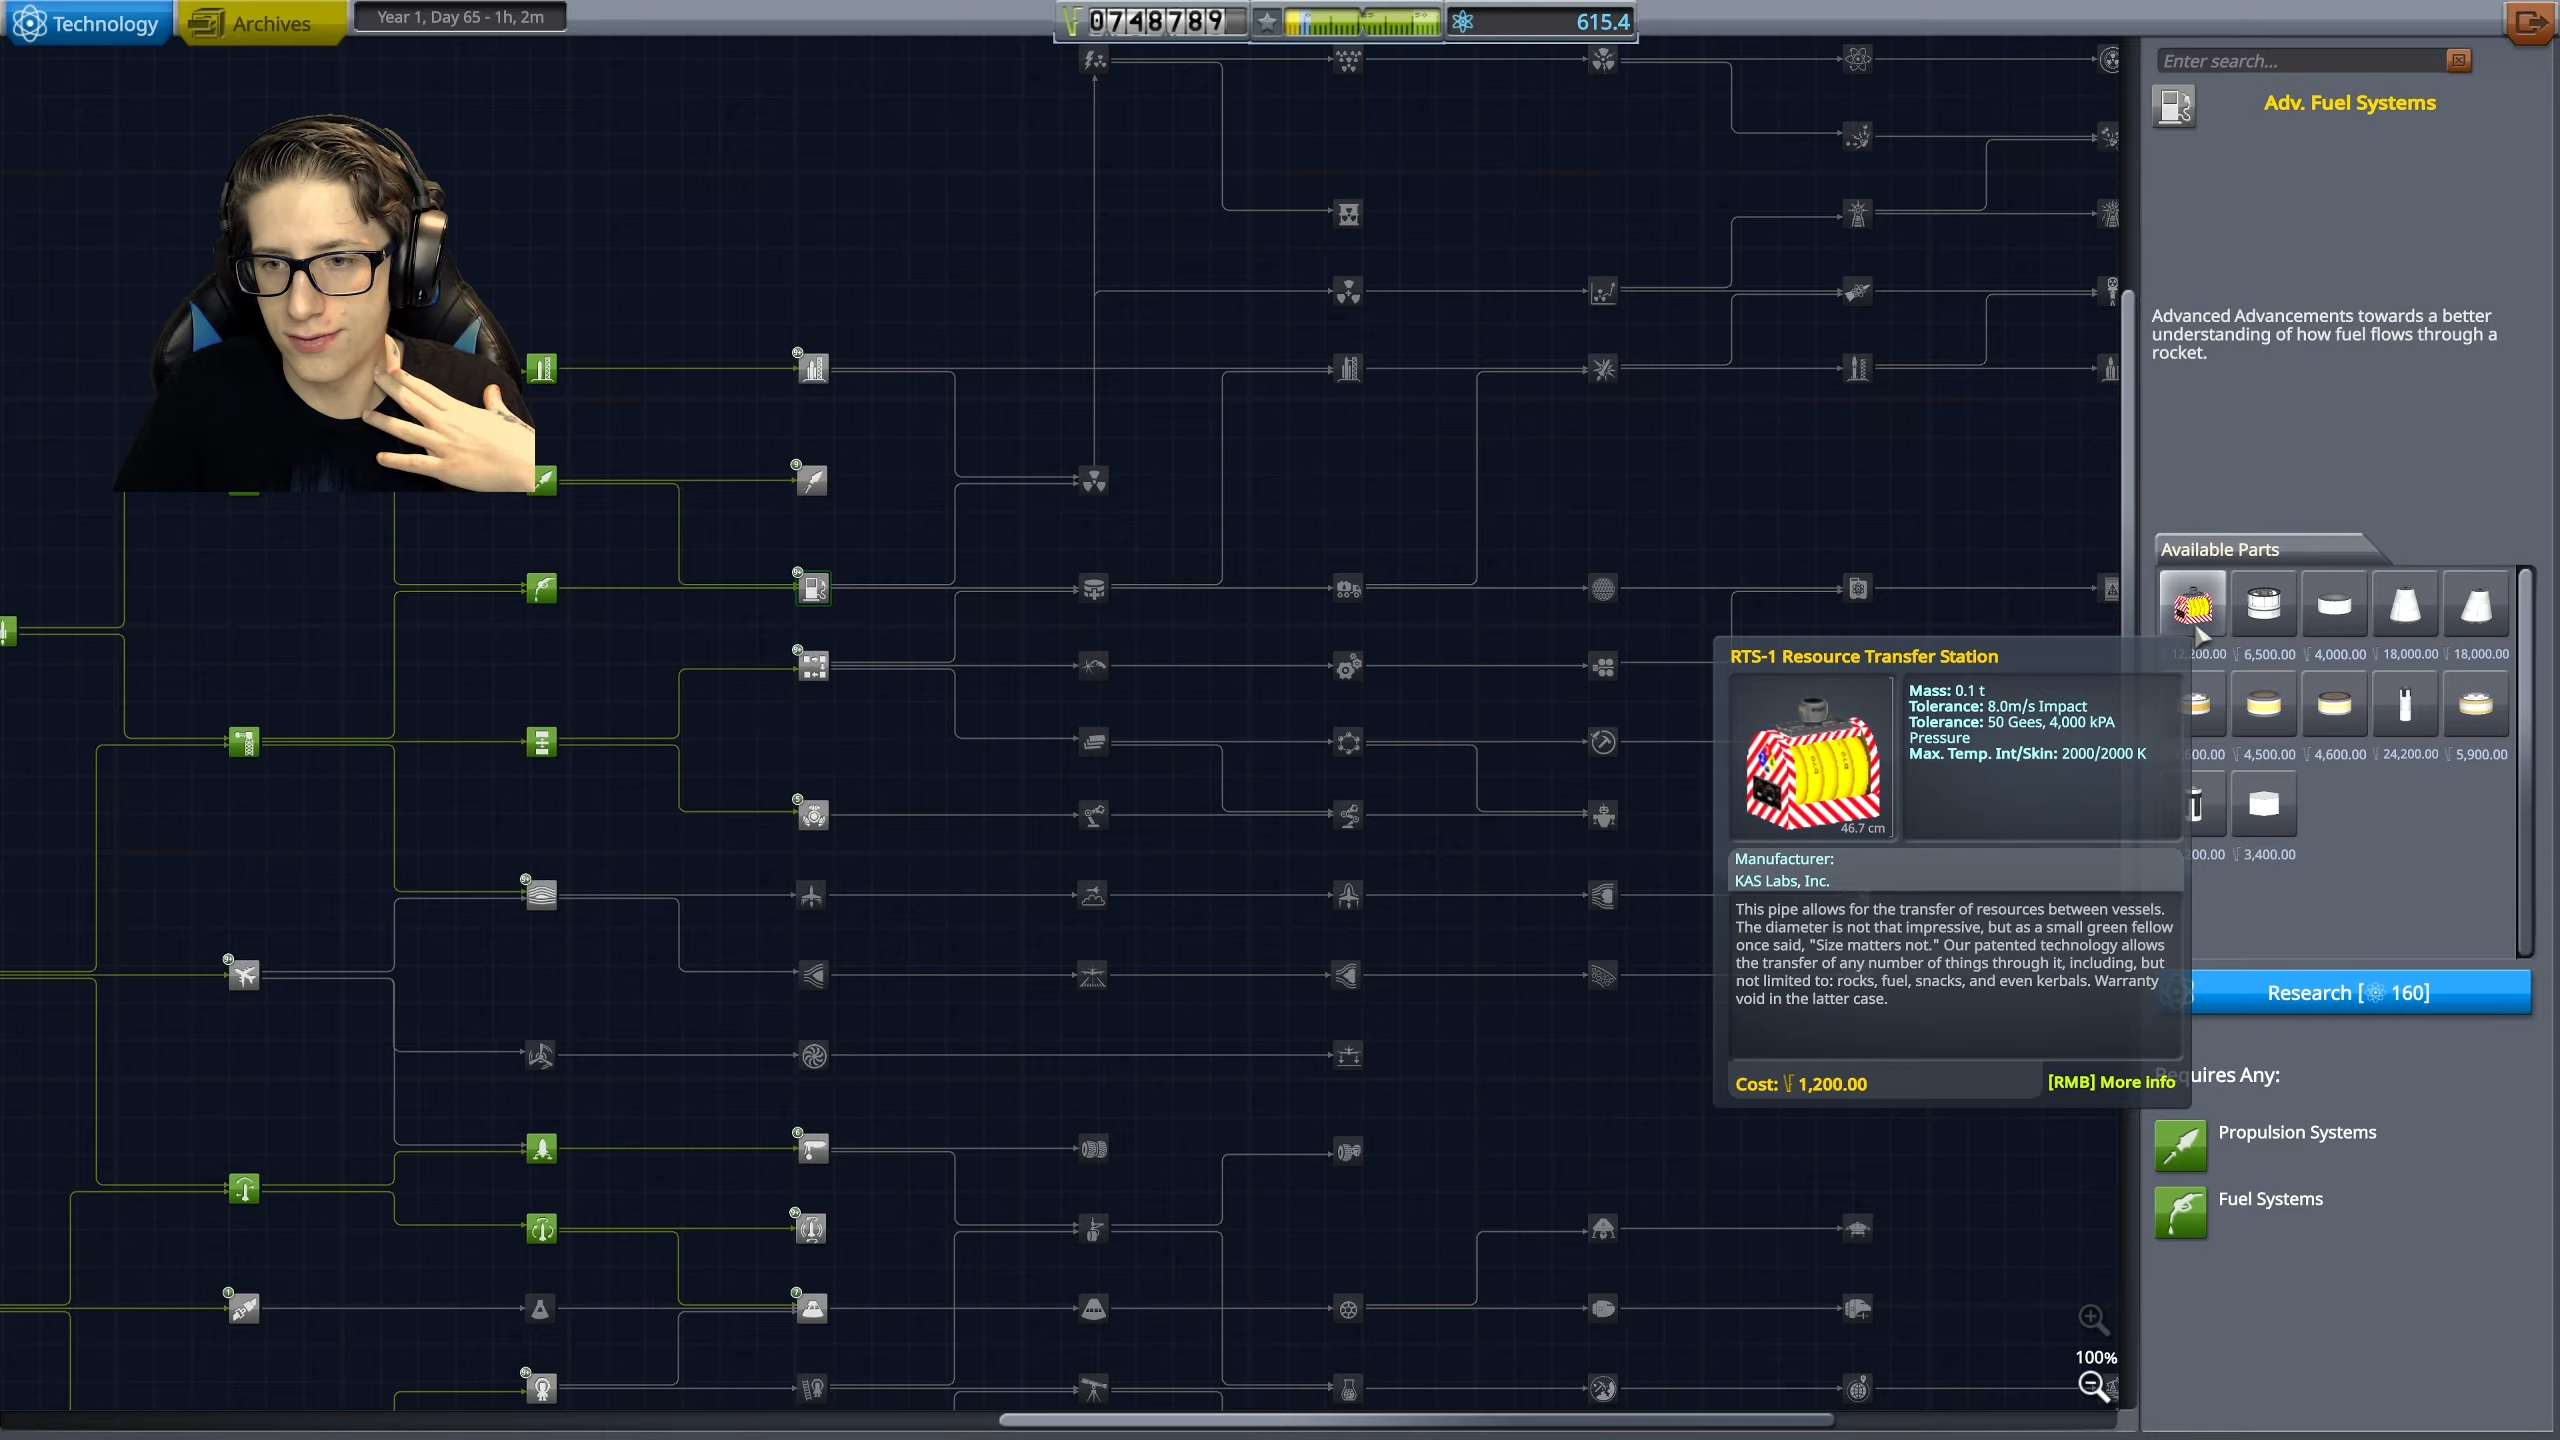 Technology
Archives
Year 1, Day 65 - 1h, 2m
0748789
615.4
Enter search...
Adv. Fuel Systems
Advanced Advancements towards a better
understanding of how fuel flows through a
rocket.
Available Parts
12,200.00 6,500.00 4,000.00 18,000.00 18,000.00
600.00 4,500.00 4,600.00 24,200.00 5,900.00
200.00 3,400.00
RTS-1 Resource Transfer Station
Mass: 0.1 t
Tolerance: 8.0m/s Impact
Tolerance: 50 Gees, 4,000 kPA
Pressure
Max. Temp. Int/Skin: 2000/2000 K
46.7 cm
Manufacturer:
KAS Labs, Inc.
This pipe allows for the transfer of resources between vessels.
The diameter is not that impressive, but as a small green fellow
once said, "Size matters not." Our patented technology allows
the transfer of any number of things through it, including, but
not limited to: rocks, fuel, snacks, and even kerbals. Warranty
void in the latter case.
Cost: 1,200.00
[RMB] More Info
Research [160]
quires Any:
Propulsion Systems
Fuel Systems
100%